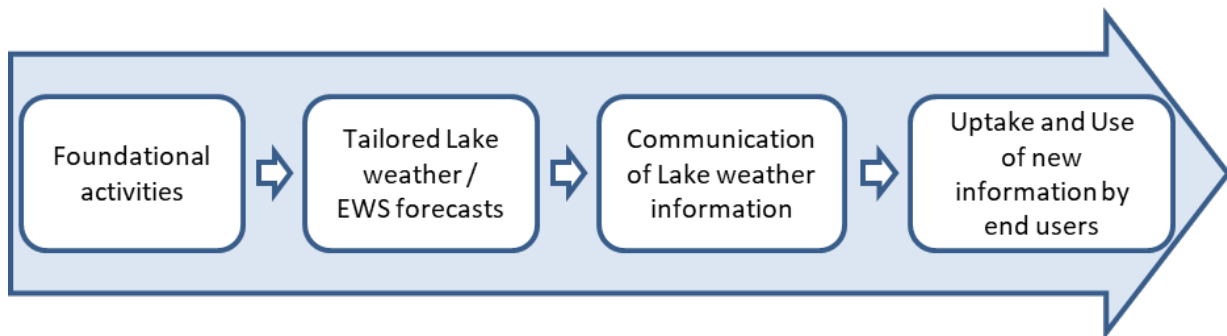 Foundational
activities
Tailored Lake
weather /
EWS forecasts
Communication
of Lake weather
information
Uptake and Use
of new
information by
end users